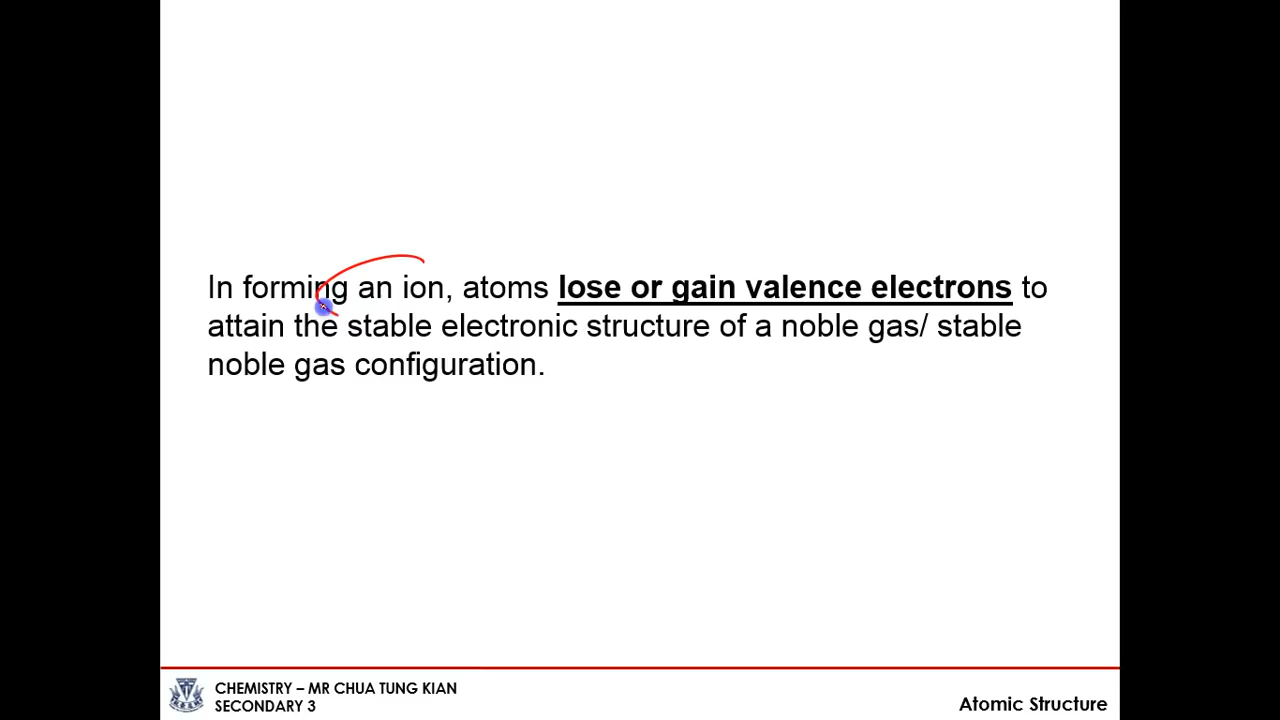 In forming an ion, atoms lose or gain valence electrons to
attain the stable electronic structure of a noble gas/ stable
noble gas configuration.
CHEMISTRY – MR CHUA TUNG KIAN
SECONDARY 3
Atomic Structure